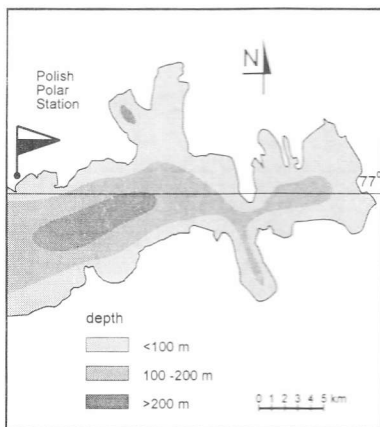 Polish
Polar
Station
N
77°
depth
<100 m
100 -200 m
>200 m
0 1 2 3 4 5 km